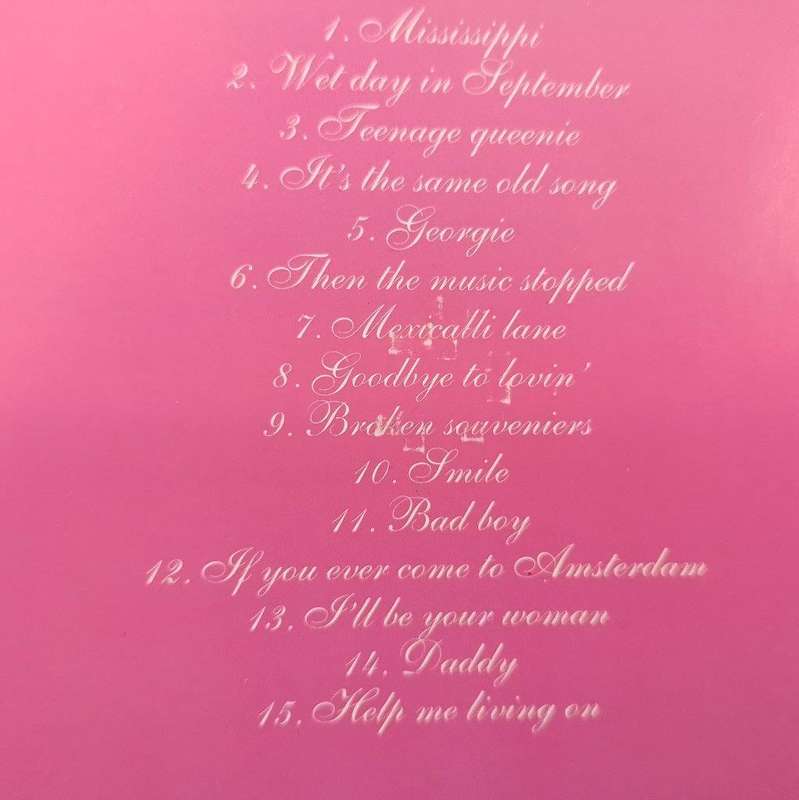 1. Mississippi
2. Wet day in September
3. Teenage queenie
4. It's the same old song
5. Georgie
6. Then the music stopped
7. Mexicalli lane
8. Goodbye to lovin'
9. Broken souveniers
10. Smile
11. Bad boy
12. If you ever come to Amsterdam
13. I'll be your woman
14. Daddy
15. Help me living on